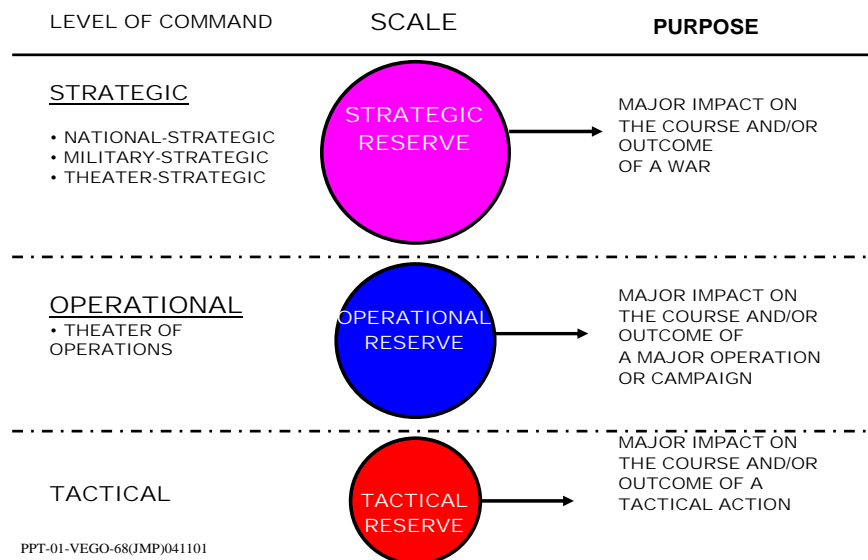 LEVEL OF COMMAND
SCALE
PURPOSE
STRATEGIC
• NATIONAL-STRATEGIC
• MILITARY-STRATEGIC
• THEATER-STRATEGIC
STRATEGIC
RESERVE
MAJOR IMPACT ON
THE COURSE AND/OR
OUTCOME
OF A WAR
OPERATIONAL
• THEATER OF
OPERATIONS
OPERATIONAL
RESERVE
MAJOR IMPACT ON
THE COURSE AND/OR
OUTCOME OF
A MAJOR OPERATION
OR CAMPAIGN
TACTICAL
TACTICAL
RESERVE
MAJOR IMPACT ON
THE COURSE AND/OR
OUTCOME OF A
TACTICAL ACTION
PPT-01-VEGO-68(JMP)041101